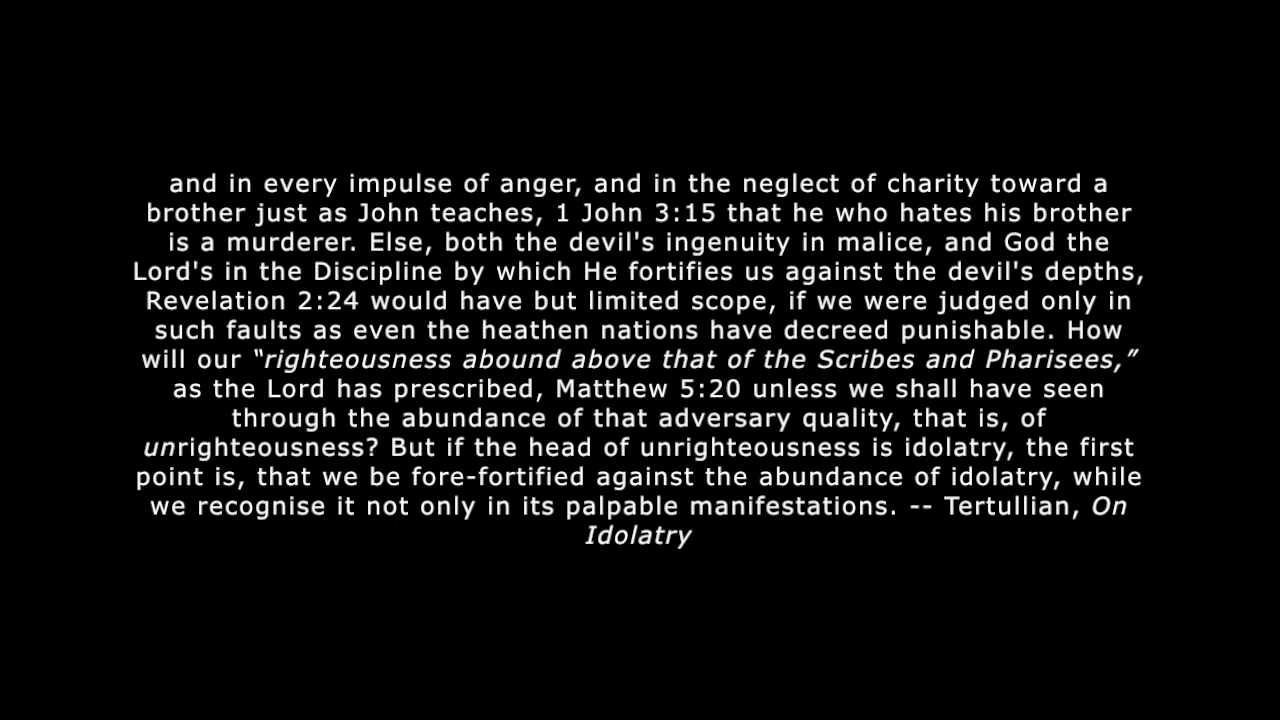 and in every impulse of anger, and in the neglect of charity toward a
brother just as John teaches, 1 John 3:15 that he who hates his brother
is a murderer. Else, both the devil's ingenuity in malice, and God the
Lord's in the Discipline by which He fortifies us against the devil's depths,
Revelation 2:24 would have but limited scope, if we were judged only in
such faults as even the heathen nations have decreed punishable. How
will our “righteousness abound above that of the Scribes and Pharisees,”
as the Lord has prescribed, Matthew 5:20 unless we shall have seen
through the abundance of that adversary quality, that is, of
unrighteousness? But if the head of unrighteousness is idolatry, the first
point is, that we be fore-fortified against the abundance of idolatry, while
we recognise it not only in its palpable manifestations. -- Tertullian, On
Idolatry